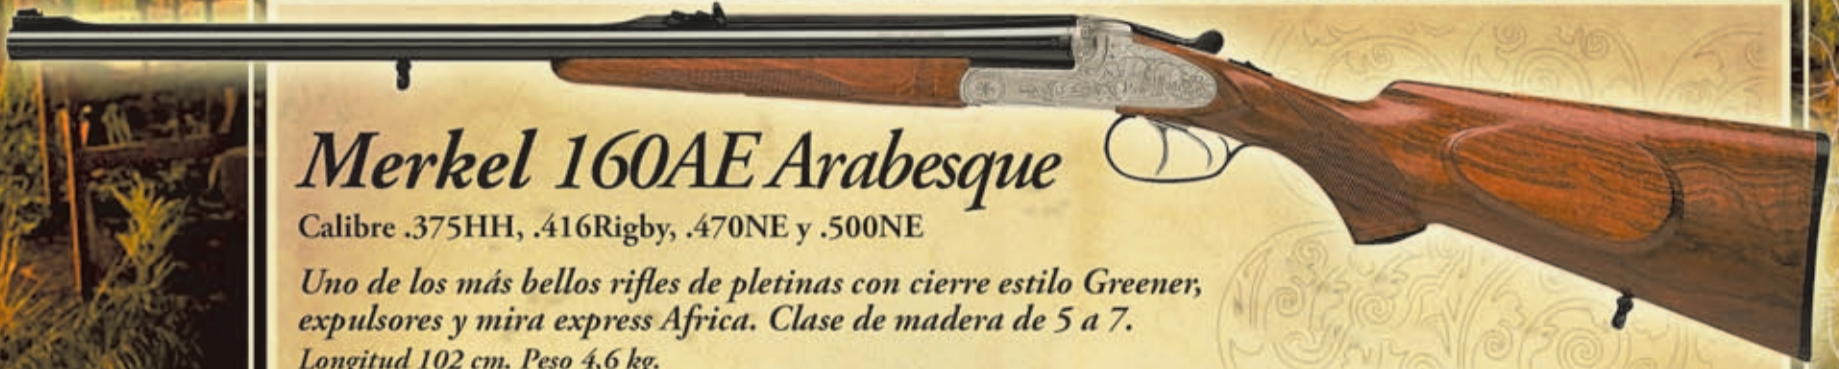 Merkel 160AE Arabesque
Calibre .375HH, .416Rigby, .470NE y .500NE
Uno de los más bellos rifles de pletinas con cierre estilo Greener,
expulsores y mira express Africa. Clase de madera de 5 a 7.
Longitud 102 cm. Peso 4,6 kg.